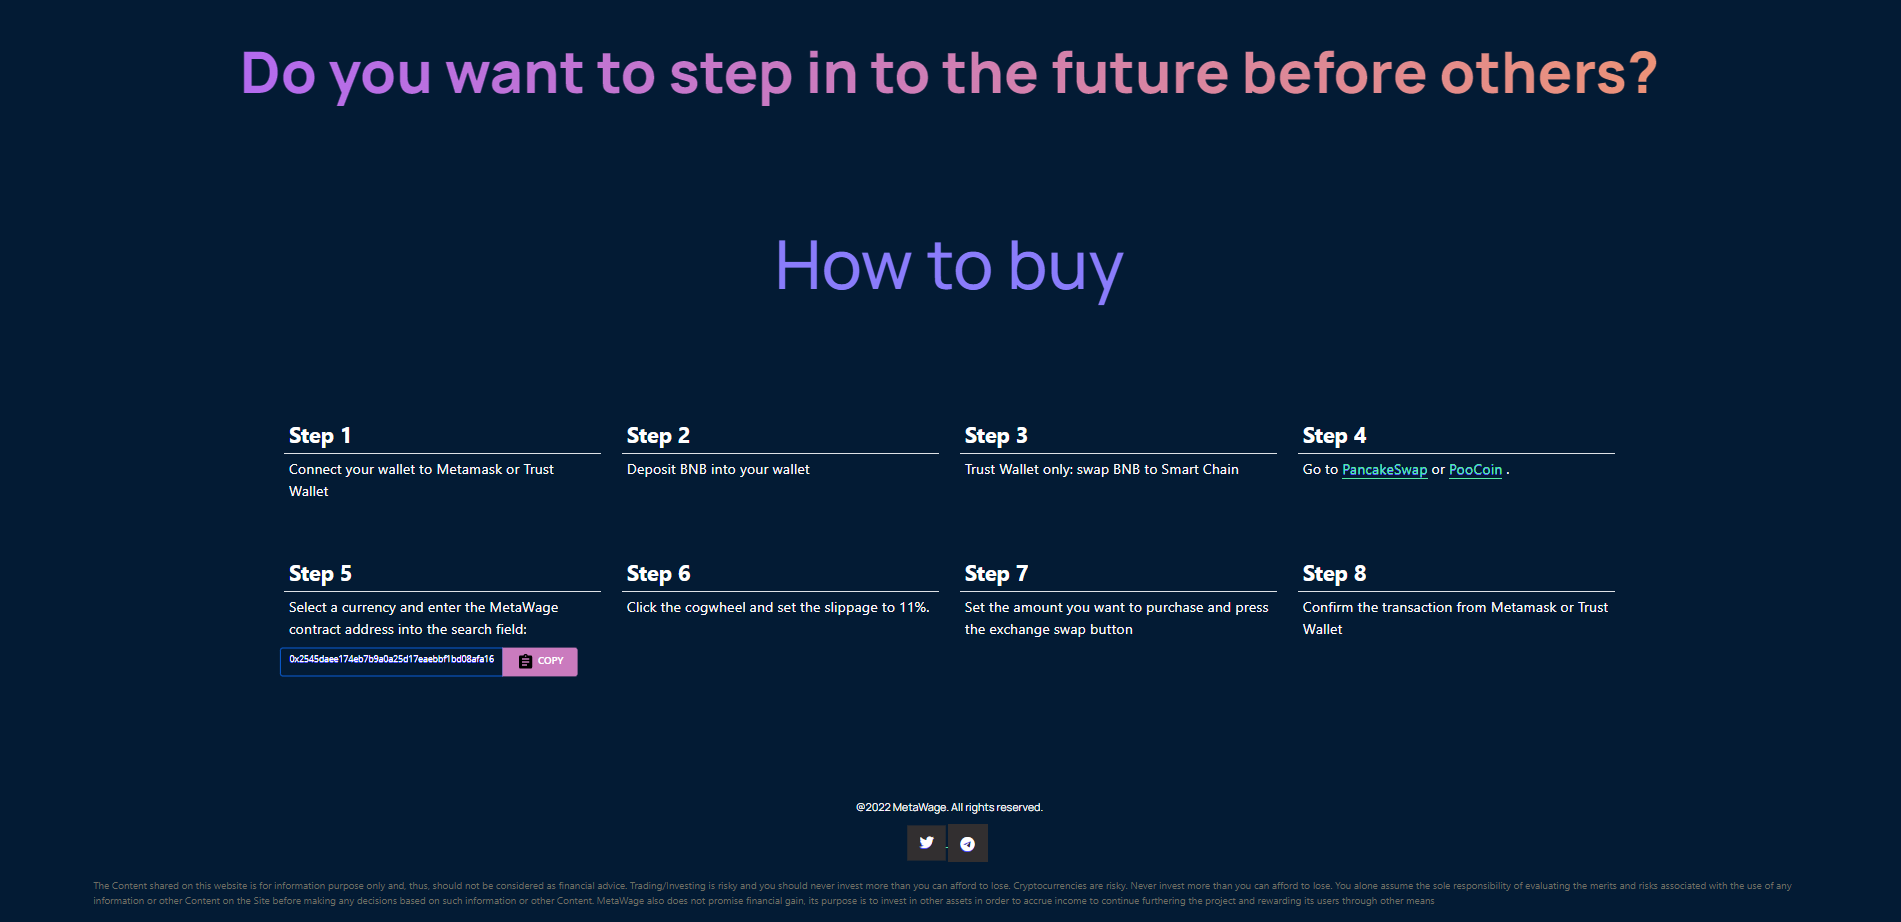 Do you want to step in to the future before others?
How to buy
Step 1
Connect your wallet to Metamask or Trust
Wallet
Step 2
Deposit BNB into your wallet
Step 3
Trust Wallet only: swap BNB to Smart Chain
Step 4
Go to PancakeSwap or PooCoin .
Step 5
Select a currency and enter the MetaWage
contract address into the search field:
0x2545daee174eb7b9a0a25d17eaebbf1bd08afa16 COPY
Step 6
Click the cogwheel and set the slippage to 11%.
Step 7
Set the amount you want to purchase and press
the exchange swap button
Step 8
Confirm the transaction from Metamask or Trust
Wallet
@2022 MetaWage. All rights reserved.
The Content shared on this website is for information purpose only and, thus, should not be considered as financial advice. Trading/Investing is risky and you should never invest more than you can afford to lose. Cryptocurrencies are risky. Never invest more than you can afford to lose. You alone assume the sole responsibility of evaluating the merits and risks associated with the use of any
information or other Content on the Site before making any decisions based on such information or other Content. MetaWage also does not promise financial gain, its purpose is to invest in other assets in order to accrue income to continue furthering the project and rewarding its users through other means